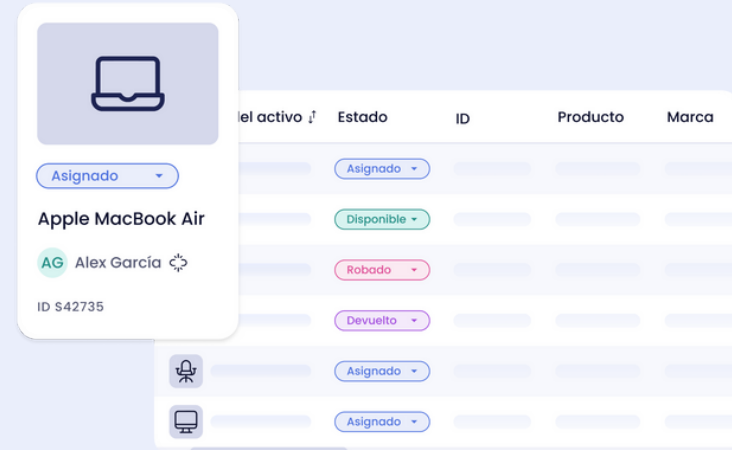 Asignado
Apple MacBook Air
AG Alex García
ID S42735
el activo Estado ID Producto Marca
Asignado
Disponible
Robado
Devuelto
Asignado
Asignado